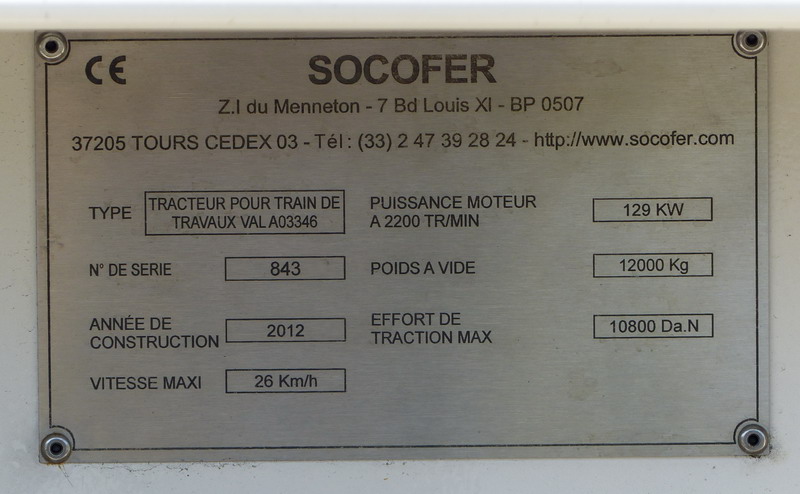 CE SOCOFER
Z.I du Menneton - 7 Bd Louis XI - BP 0507
37205 TOURS CEDEX 03 - Tél : (33) 2 47 39 28 24 - http://www.socofer.com
TYPE
TRACTEUR POUR TRAIN DE
TRAVAUX VAL A03346
PUISSANCE MOTEUR
A 2200 TR/MIN
129 KW
N° DE SERIE
843
POIDS A VIDE
12000 Kg
ANNÉE DE
CONSTRUCTION
2012
EFFORT DE
TRACTION MAX
10800 Da.N
VITESSE MAXI
26 Km/h